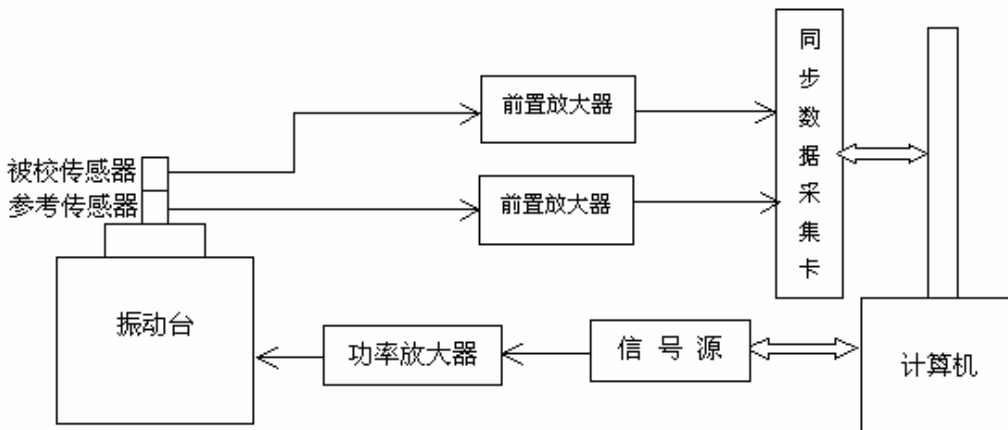 同步数据采集卡
前置放大器
被校传感器
参考传感器
前置放大器
振动台
功率放大器
信号源
计算机